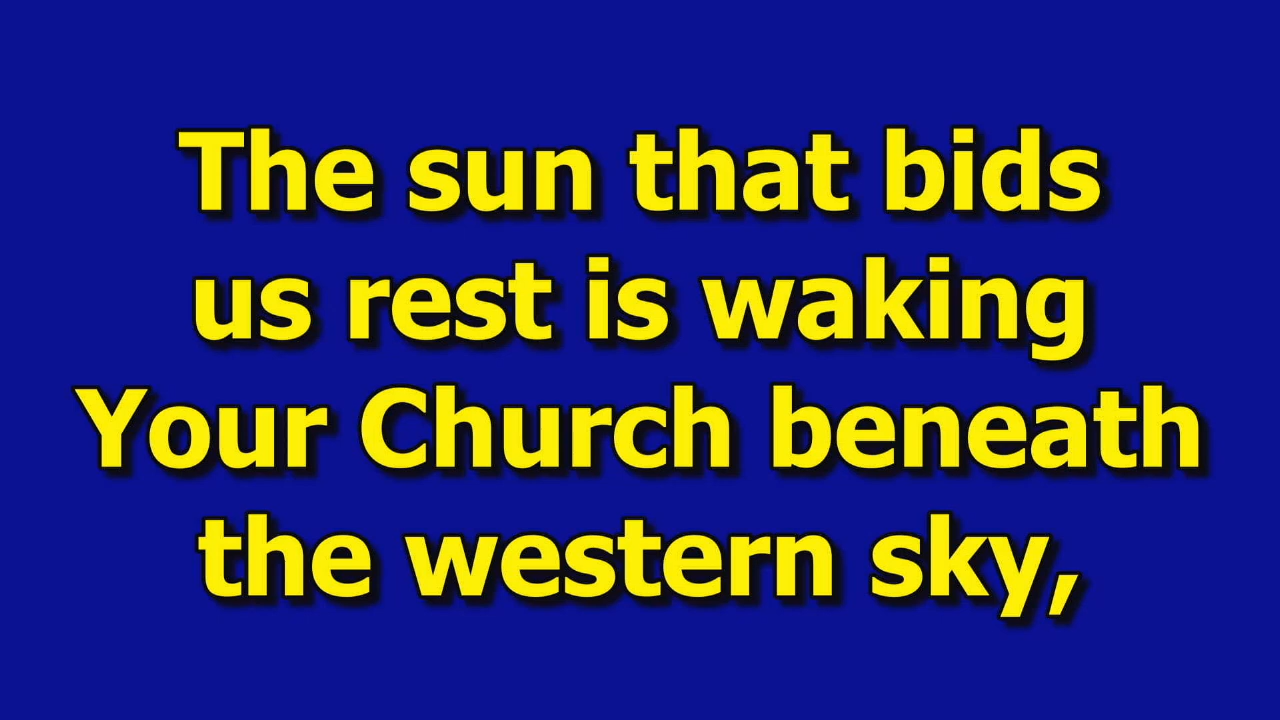 The sun that bids
us rest is waking
Your Church beneath
the western sky,